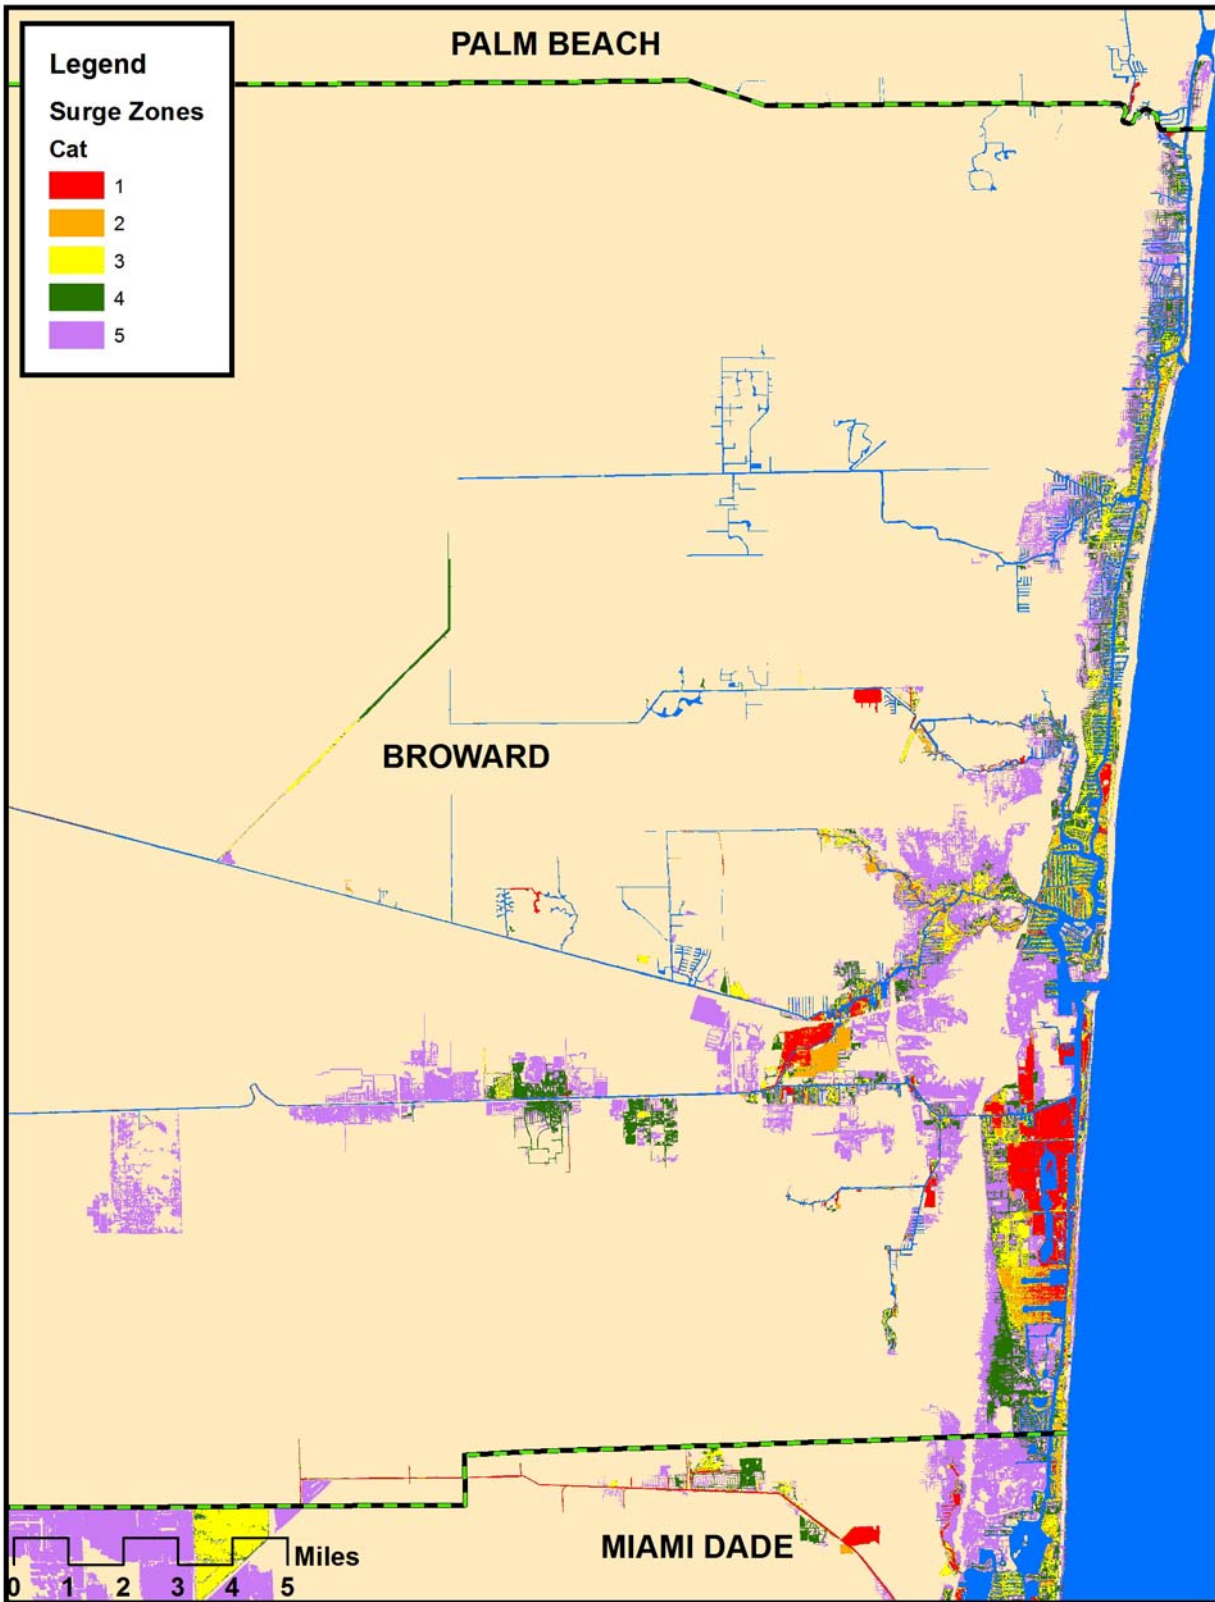 PALM BEACH
Legend
Surge Zones
Cat
1
2
3
4
5
BROWARD
MIAMI DADE
Miles
0 1 2 3 4 5